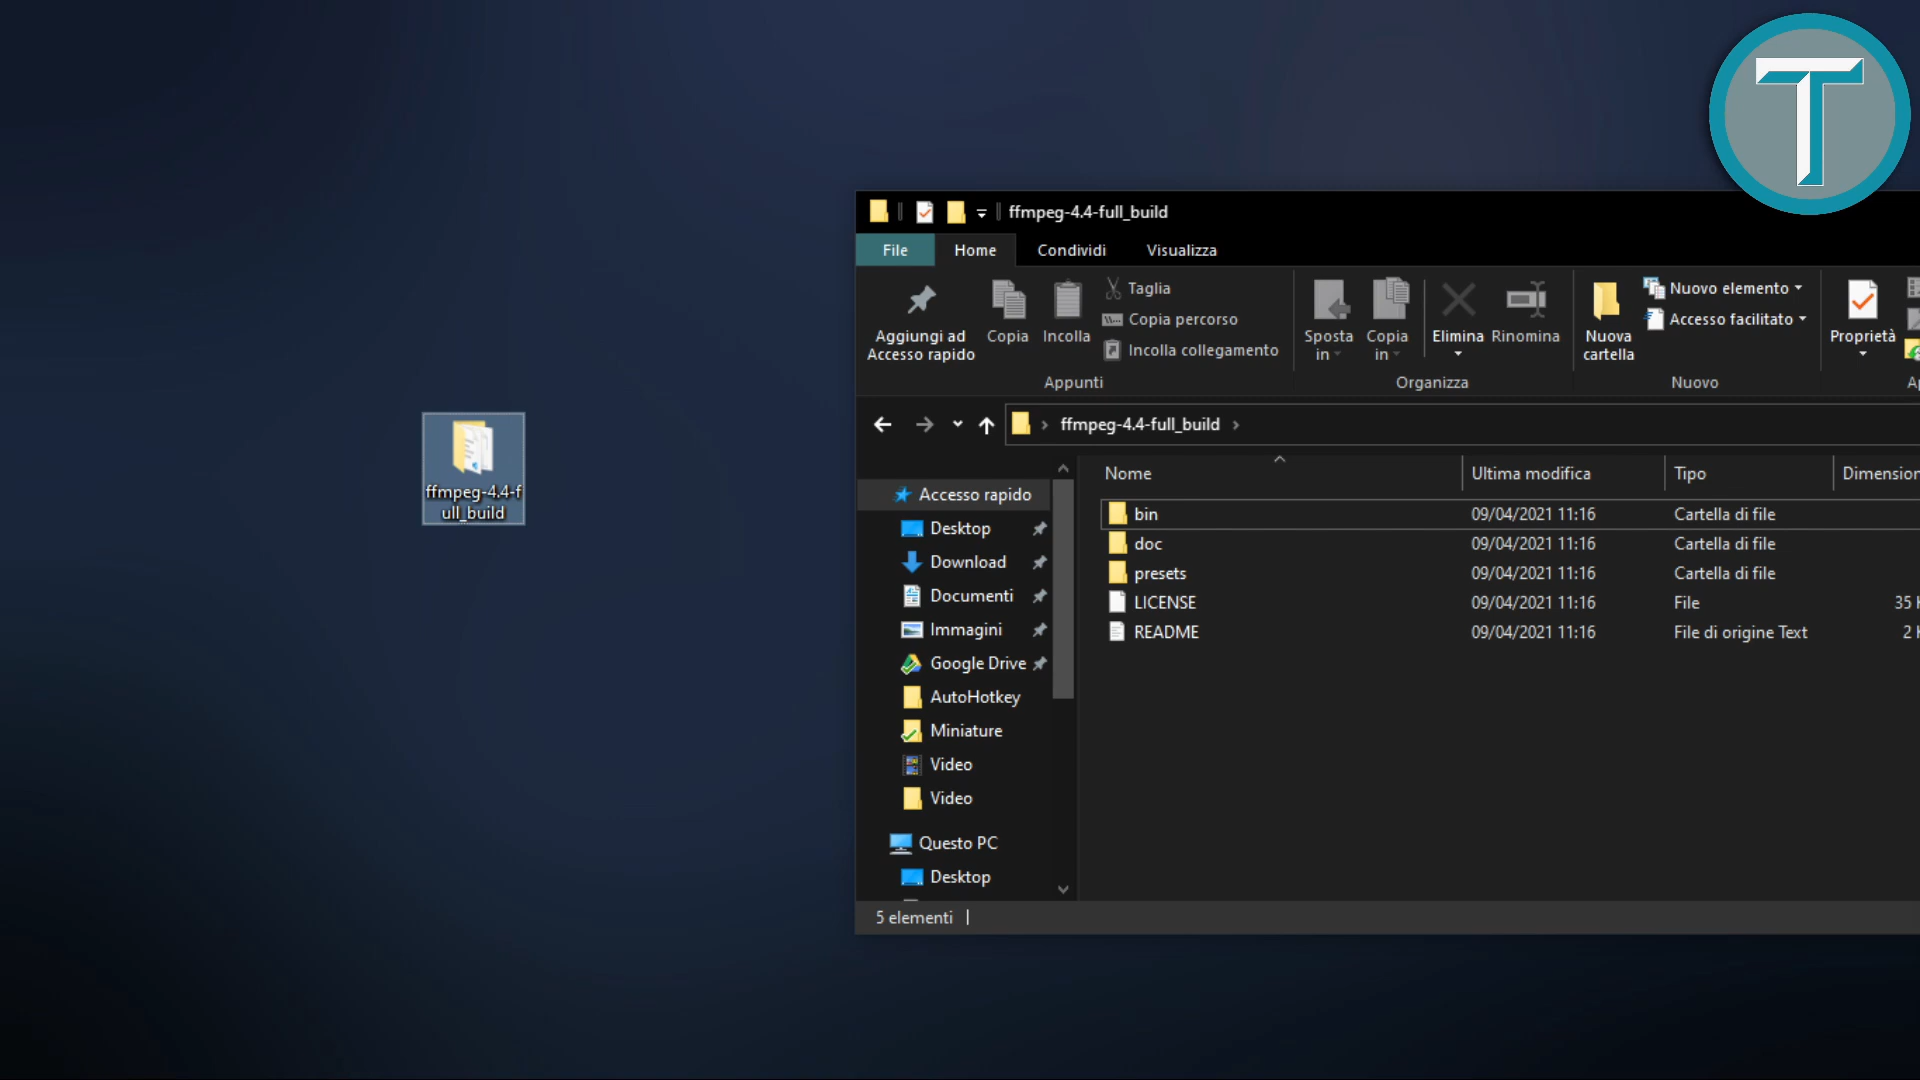 T
ffmpeg-4.4-full_build
File
Home
Condividi
Visualizza
Aggiungi ad
Accesso rapido
Copia
Incolla
Taglia
Copia percorso
Incolla collegamento
Appunti
Sposta
in
Copia
in
Elimina
Rinomina
Organizza
Nuova
cartella
Nuovo elemento
Accesso facilitato
Nuovo
Proprietà
ffmpeg-4.4-full_build
ffmpeg-4.4-f
ull_build
Nome
Ultima modifica
Tipo
Dimension
Accesso rapido
Desktop
Download
Documenti
Immagini
Google Drive
AutoHotkey
Miniature
Video
Video
Questo PC
Desktop
bin 09/04/2021 11:16 Cartella di file
doc 09/04/2021 11:16 Cartella di file
presets 09/04/2021 11:16 Cartella di file
LICENSE 09/04/2021 11:16 File 35
README 09/04/2021 11:16 File di origine Text 2
5 elementi